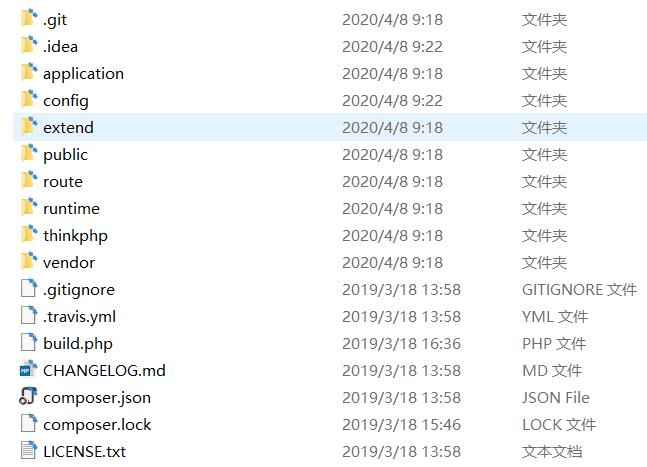 .git 2020/4/8 9:18 文件夹
.idea 2020/4/8 9:22 文件夹
application 2020/4/8 9:18 文件夹
config 2020/4/8 9:22 文件夹
extend 2020/4/8 9:18 文件夹
public 2020/4/8 9:18 文件夹
route 2020/4/8 9:18 文件夹
runtime 2020/4/8 9:18 文件夹
thinkphp 2020/4/8 9:18 文件夹
vendor 2020/4/8 9:18 文件夹
.gitignore 2019/3/18 13:58 GITIGNORE 文件
.travis.yml 2019/3/18 13:58 YML 文件
build.php 2019/3/18 16:36 PHP 文件
CHANGELOG.md 2019/3/18 13:58 MD 文件
composer.json 2019/3/18 13:58 JSON File
composer.lock 2019/3/18 15:46 LOCK 文件
LICENSE.txt 2019/3/18 13:58 文本文档